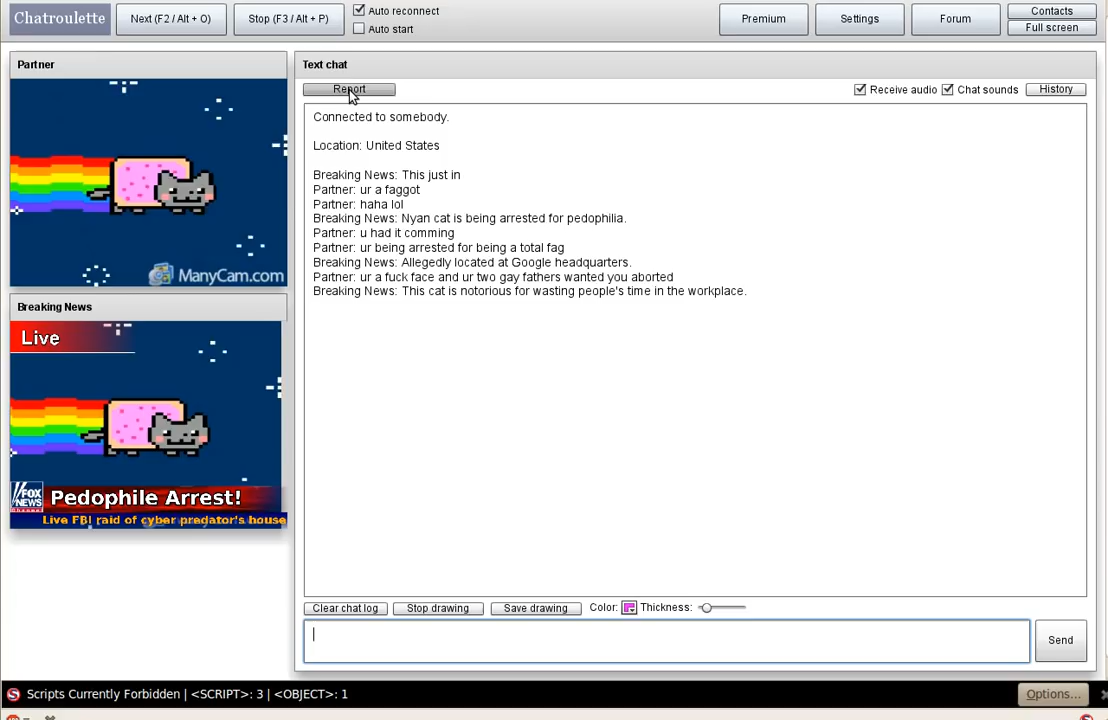 Chatroulette
Next (F2 / Alt + O)
Stop (F3 / Alt + P)
Auto reconnect
Auto start
Premium
Settings
Forum
Contacts
Full screen
Partner
ManyCam.com
Breaking News
Live
FOX
NEWS
channel
Pedophile Arrest!
Live FBI raid of cyber predator's house
Text chat
Report
Receive audio
Chat sounds
History
Connected to somebody.
Location: United States
Breaking News: This just in
Partner: ur a faggot
Partner: haha lol
Breaking News: Nyan cat is being arrested for pedophilia.
Partner: u had it comming
Partner: ur being arrested for being a total fag
Breaking News: Allegedly located at Google headquarters.
Partner: ur a fuck face and ur two gay fathers wanted you aborted
Breaking News: This cat is notorious for wasting people's time in the workplace.
Clear chat log
Stop drawing
Save drawing
Color:
Thickness:
Send
Scripts Currently Forbidden | <SCRIPT>: 3 | <OBJECT>: 1
Options...